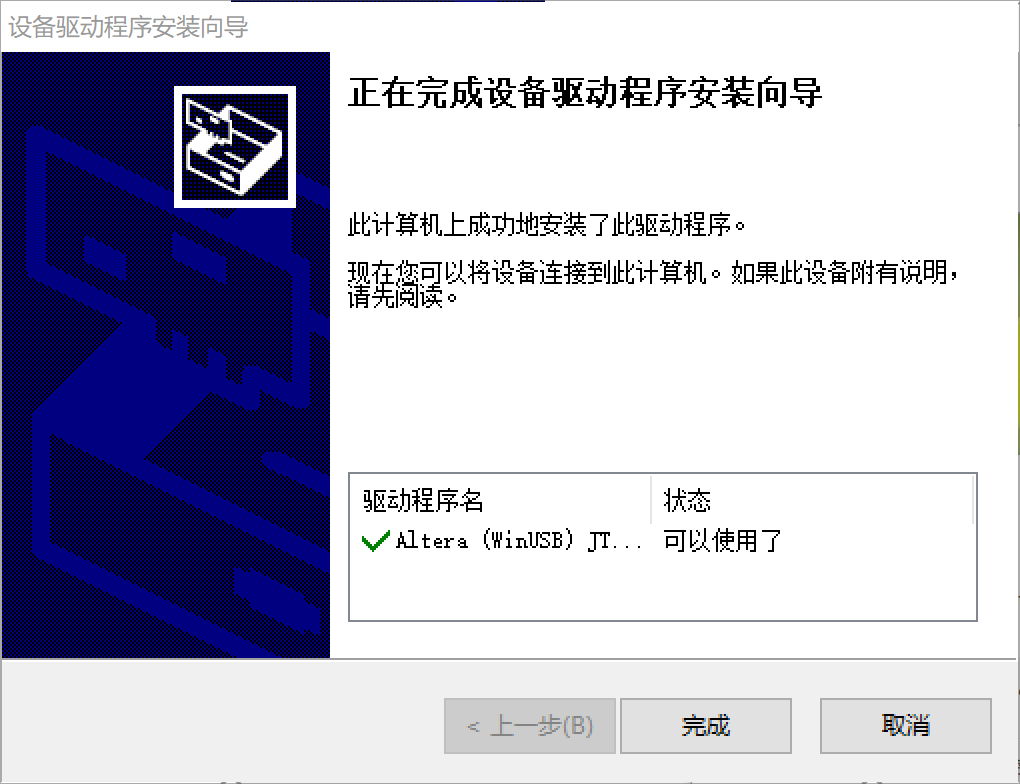 设备驱动程序安装向导
正在完成设备驱动程序安装向导
此计算机上成功地安装了此驱动程序。
现在您可以将设备连接到此计算机。如果此设备附有说明，
请先阅读。
驱动程序名 状态
Altera (WinUSB) JT... 可以使用了
< 上一步(B) 完成 取消